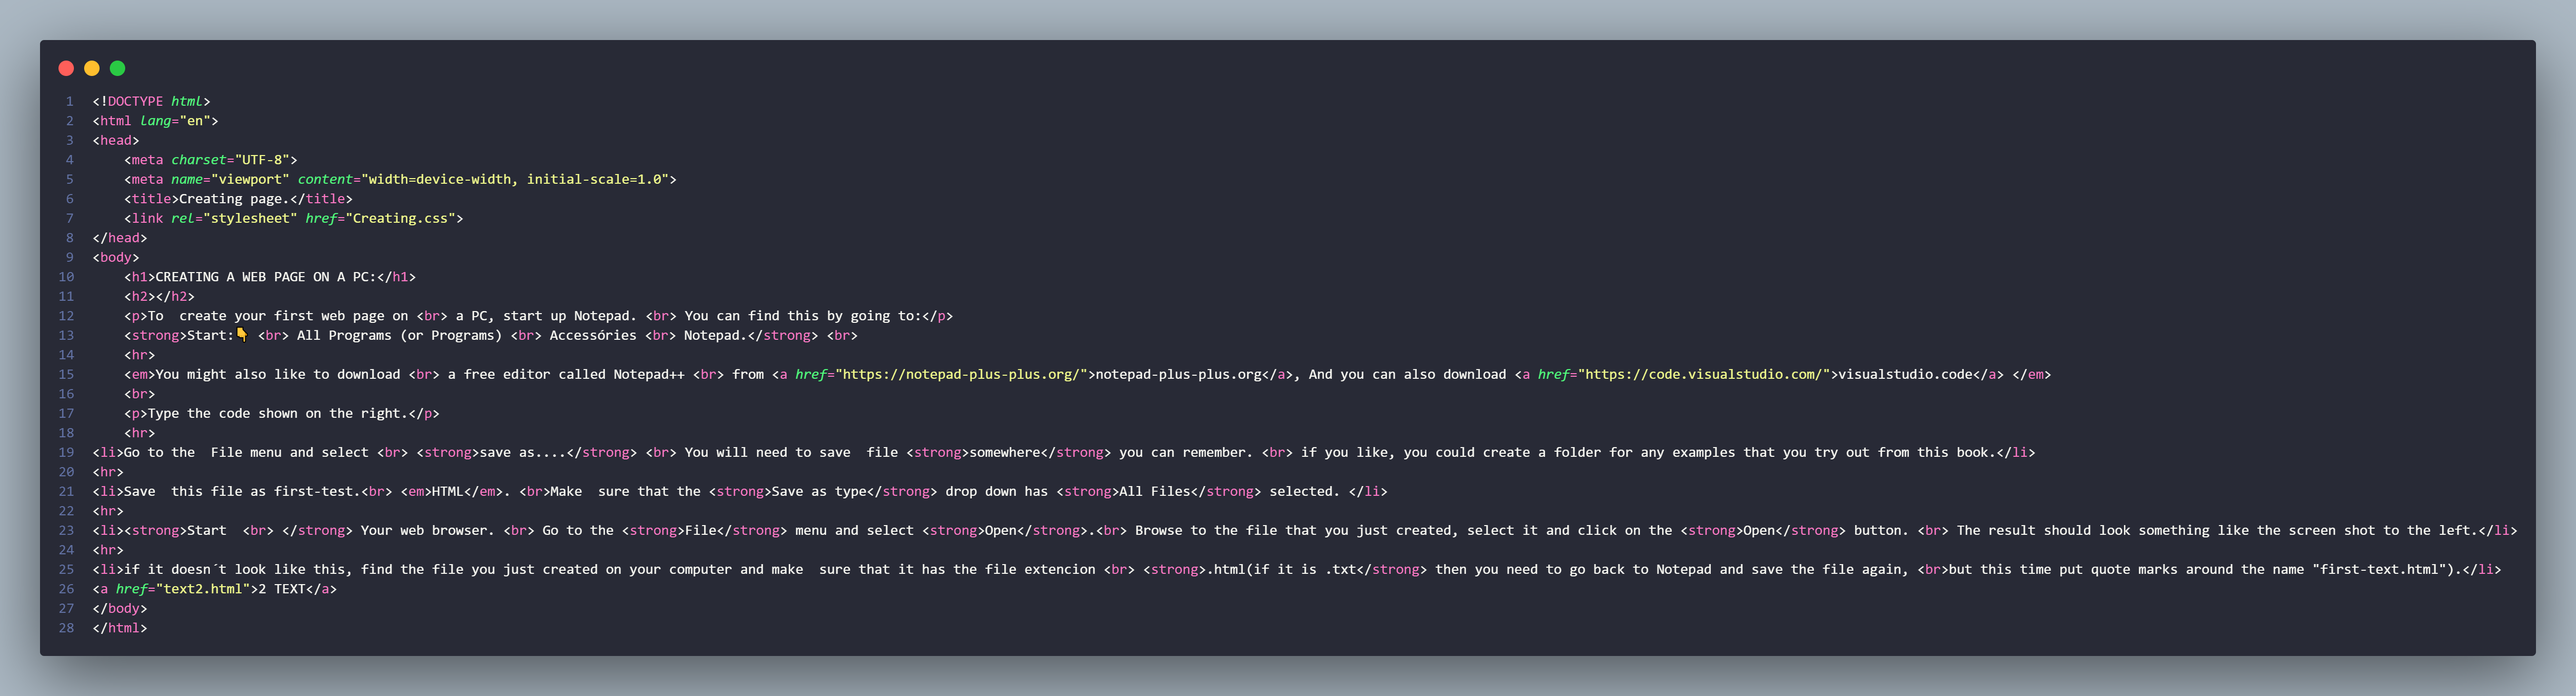 1 <!DOCTYPE html>
2 <html lang="en">
3 <head>
4     <meta charset="UTF-8">
5     <meta name="viewport" content="width=device-width, initial-scale=1.0">
6     <title>Creating page.</title>
7     <link rel="stylesheet" href="Creating.css">
8 </head>
9 <body>
10     <h1>CREATING A WEB PAGE ON A PC:</h1>
11     <h2></h2>
12     <p>To  create your first web page on <br> a PC, start up Notepad. <br> You can find this by going to:</p>
13     <strong>Start:👇 <br> All Programs (or Programs) <br> Accessóries <br> Notepad.</strong> <br>
14     <hr>
15     <em>You might also like to download <br> a free editor called Notepad++ <br> from <a href="https://notepad-plus-plus.org/">notepad-plus-plus.org</a>, And you can also download <a href="https://code.visualstudio.com/">visualstudio.code</a> </em>
16     <br>
17     <p>Type the code shown on the right.</p>
18     <hr>
19 <li>Go to the  File menu and select <br> <strong>save as....</strong> <br> You will need to save  file <strong>somewhere</strong> you can remember. <br> if you like, you could create a folder for any examples that you try out from this book.</li>
20 <hr>
21 <li>Save  this file as first-test.<br> <em>HTML</em>. <br>Make  sure that the <strong>Save as type</strong> drop down has <strong>All Files</strong> selected. </li>
22 <hr>
23 <li><strong>Start  <br> </strong> Your web browser. <br> Go to the <strong>File</strong> menu and select <strong>Open</strong>.<br> Browse to the file that you just created, select it and click on the <strong>Open</strong> button. <br> The result should look something like the screen shot to the left.</li>
24 <hr>
25 <li>if it doesn´t look like this, find the file you just created on your computer and make  sure that it has the file extencion <br> <strong>.html(if it is .txt</strong> then you need to go back to Notepad and save the file again, <br>but this time put quote marks around the name "first-text.html").</li>
26 <a href="text2.html">2 TEXT</a>
27 </body>
28 </html>